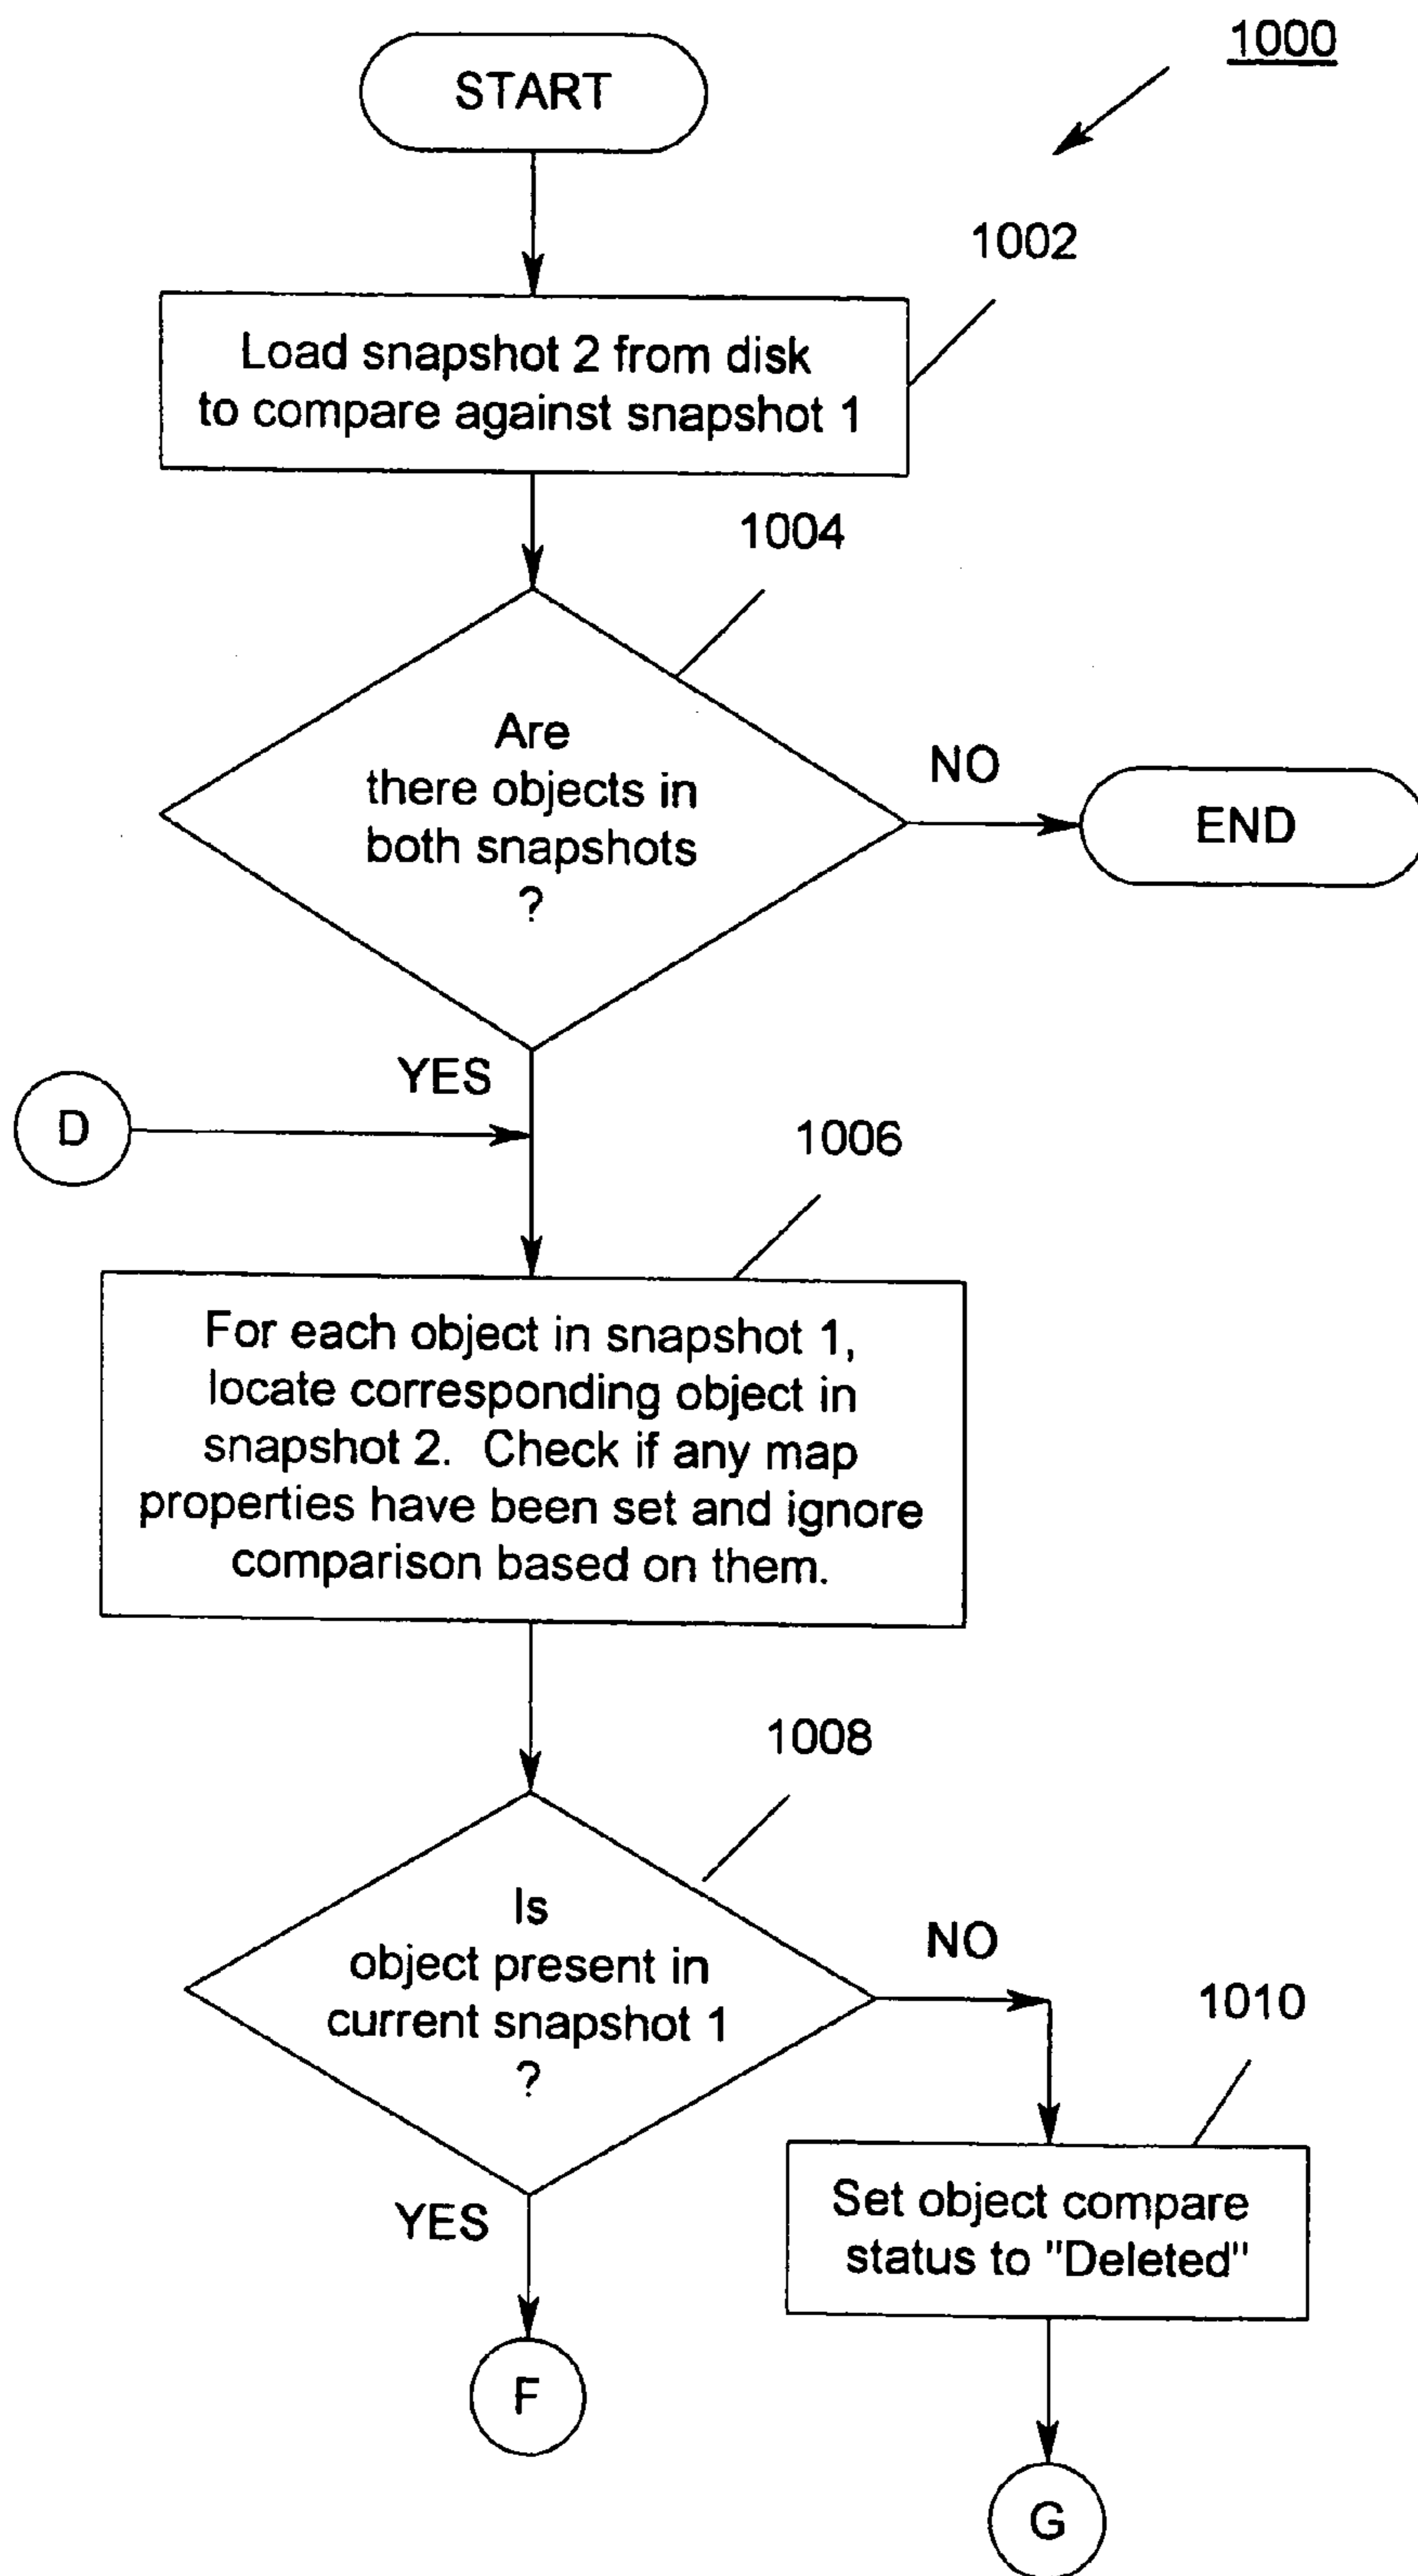 1000
START
1002
Load snapshot 2 from disk
to compare against snapshot 1
1004
Are
there objects in
both snapshots
?
NO
END
YES
D
1006
For each object in snapshot 1,
locate corresponding object in
snapshot 2. Check if any map
properties have been set and ignore
comparison based on them.
1008
Is
object present in
current snapshot 1
?
NO
1010
Set object compare
status to "Deleted"
YES
F
G